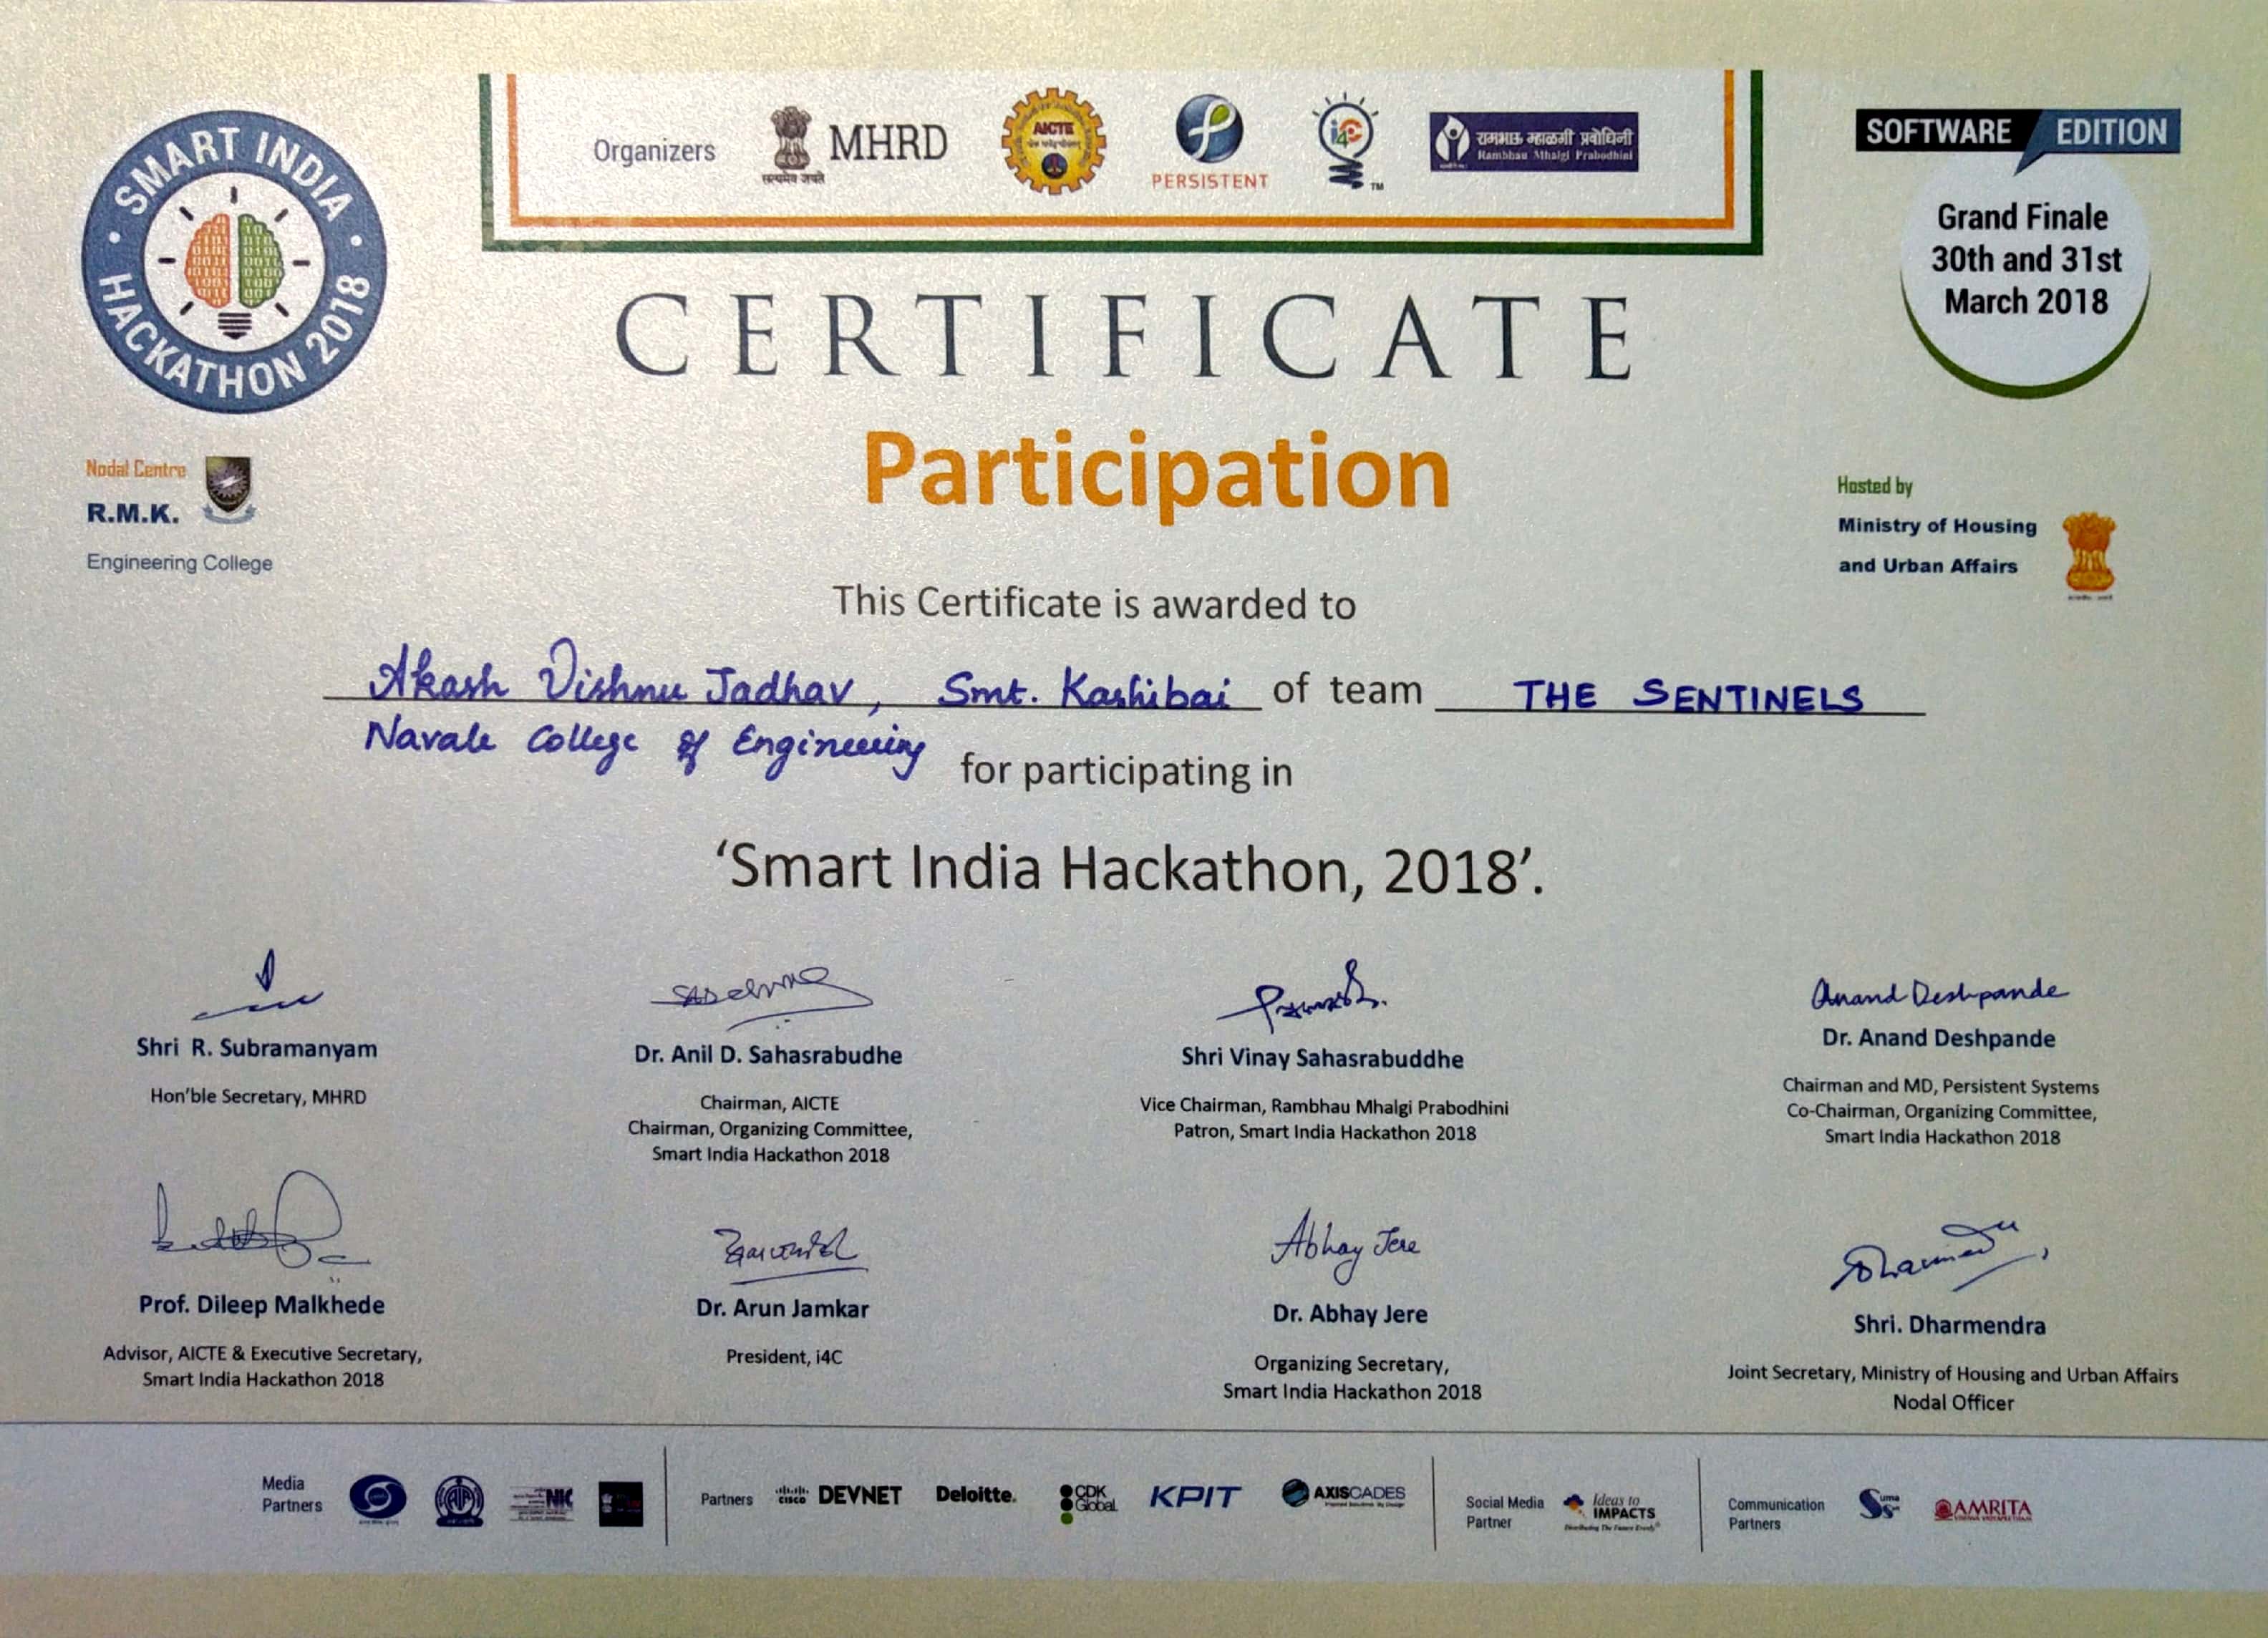 SMART INDIA
HACKATHON 2018
Organizers
सत्यमेव जयते
MHRD
AICTE
PERSISTENT
i4C
TM
रामभाऊ म्हाळगी प्रबोधिनी
Rambhau Mhalgi Prabodhini
SOFTWARE EDITION
Grand Finale
30th and 31st
March 2018
CERTIFICATE
Participation
Nodal Centre
R.M.K.
Engineering College
Hosted by
Ministry of Housing
and Urban Affairs
This Certificate is awarded to
Akash Vishnu Jadhav, Smt. Kashibai of team THE SENTINELS
Navale College of Engineering for participating in
‘Smart India Hackathon, 2018’.
Anand Deshpande
Shri R. Subramanyam
Hon’ble Secretary, MHRD
Dr. Anil D. Sahasrabudhe
Chairman, AICTE
Chairman, Organizing Committee,
Smart India Hackathon 2018
Shri Vinay Sahasrabuddhe
Vice Chairman, Rambhau Mhalgi Prabodhini
Patron, Smart India Hackathon 2018
Dr. Anand Deshpande
Chairman and MD, Persistent Systems
Co-Chairman, Organizing Committee,
Smart India Hackathon 2018
Prof. Dileep Malkhede
Advisor, AICTE & Executive Secretary,
Smart India Hackathon 2018
Dr. Arun Jamkar
President, i4C
Abhay Jere
Dr. Abhay Jere
Organizing Secretary,
Smart India Hackathon 2018
Shri. Dharmendra
Joint Secretary, Ministry of Housing and Urban Affairs
Nodal Officer
Media
Partners
NIC
Partners
CISCO DEVNET
Deloitte.
CDK
Global
KPIT
AXISCADES
Social Media
Partner
Ideas to
IMPACTS
Communication
Partners
AMRITA